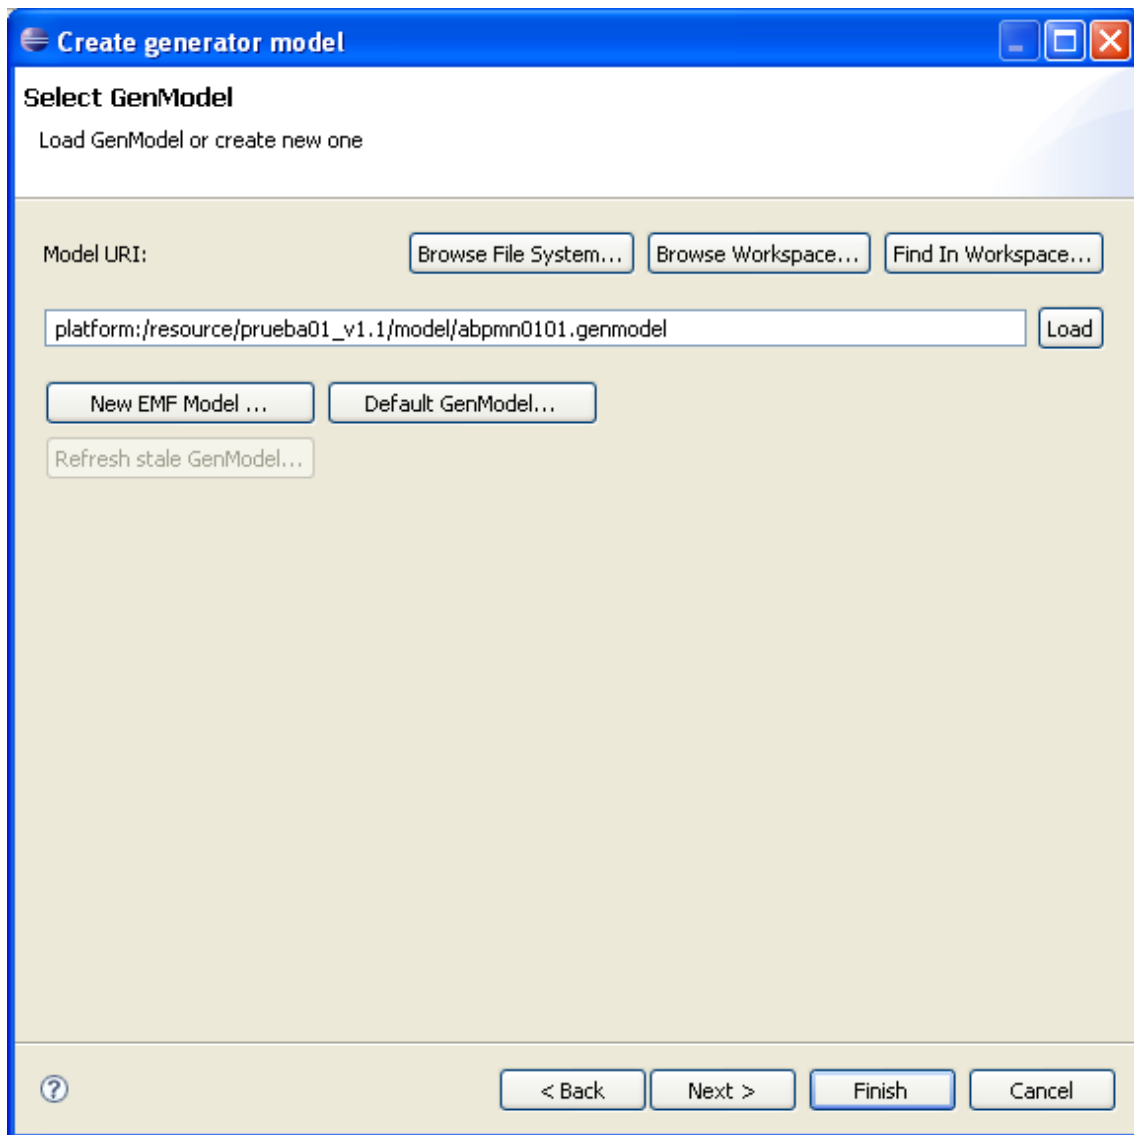 Create generator model
Select GenModel
Load GenModel or create new one
Model URI: Browse File System... Browse Workspace... Find In Workspace...
platform:/resource/prueba01_v1.1/model/abpmn0101.genmodel Load
New EMF Model ... Default GenModel...
Refresh stale GenModel...
? < Back Next > Finish Cancel